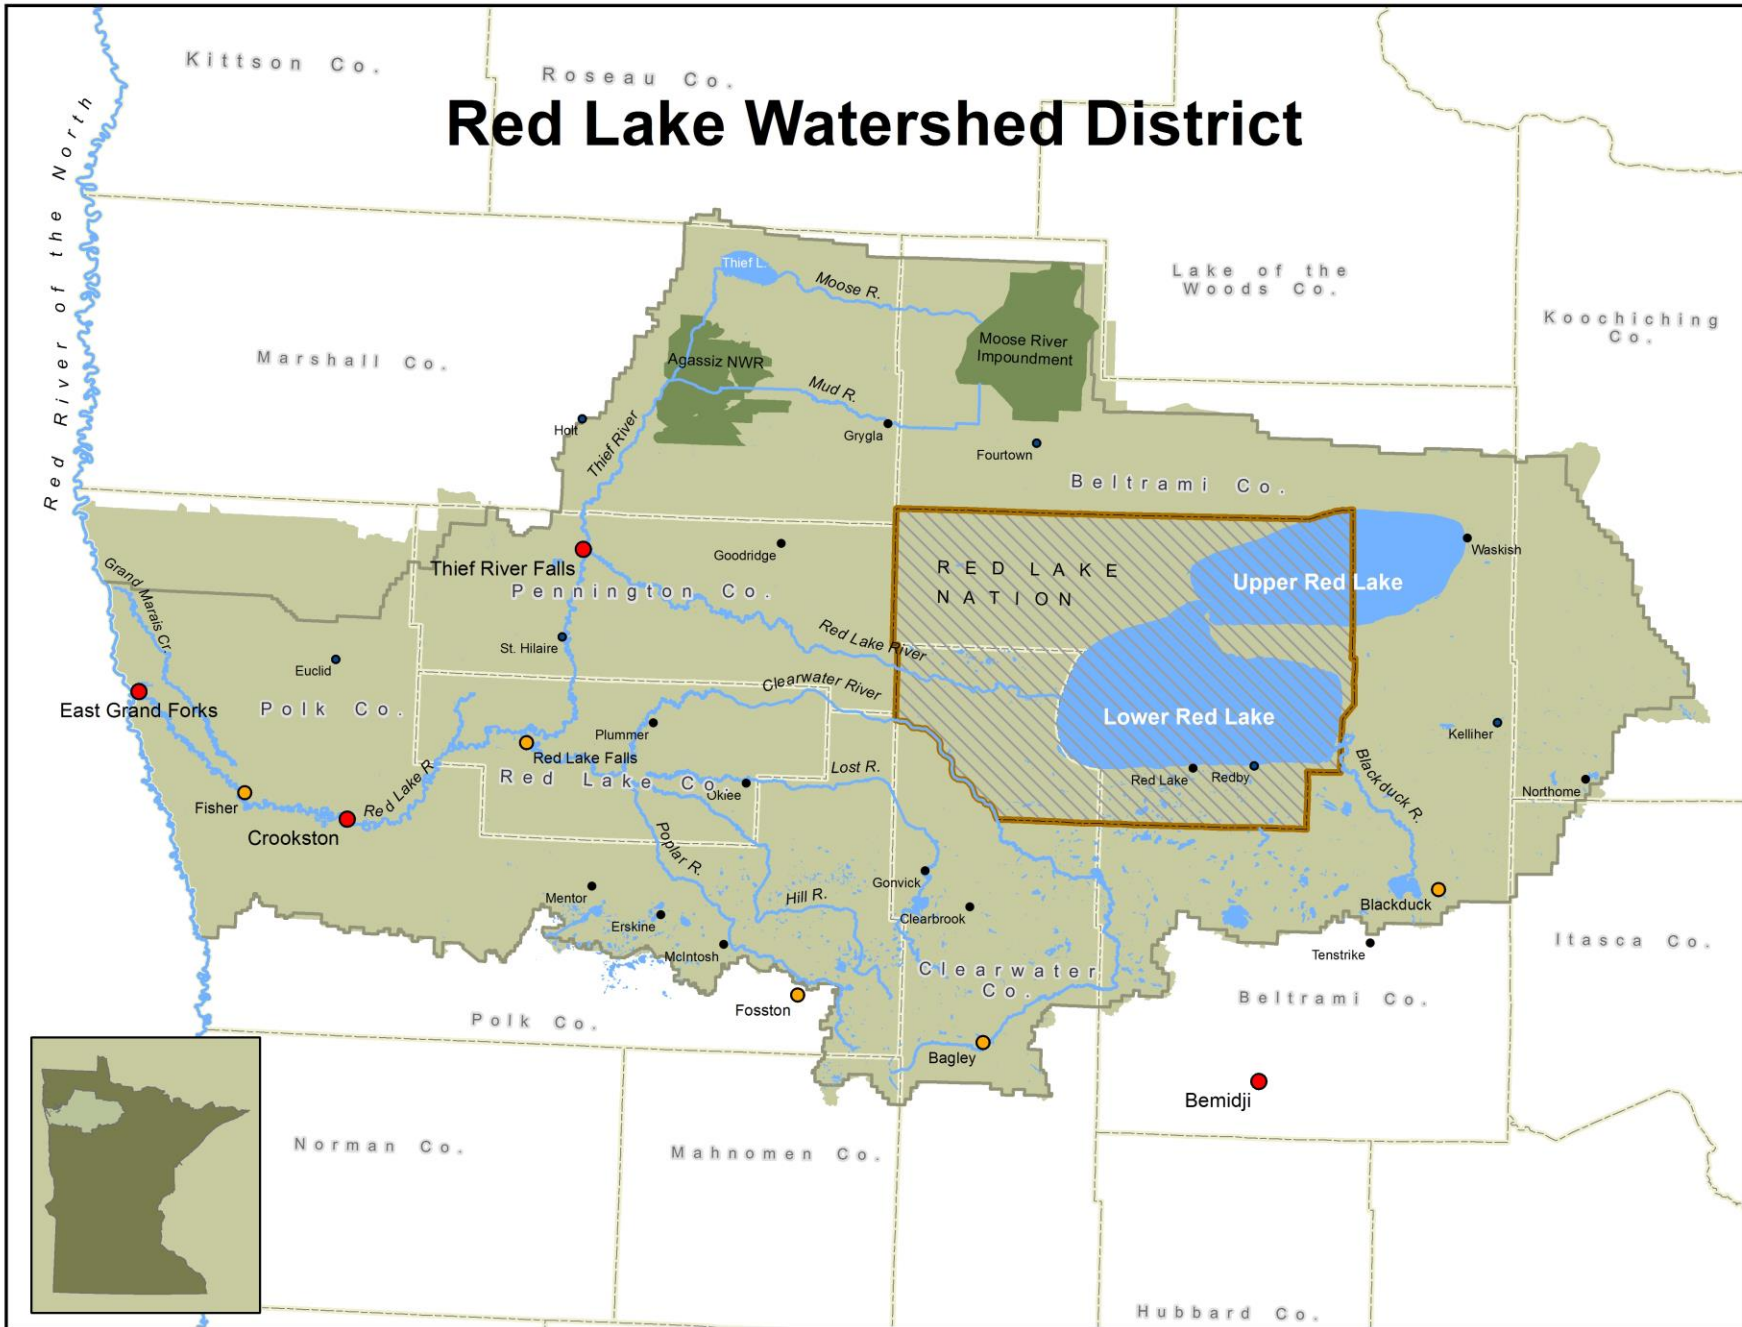 Kittson Co.
Roseau Co.
Red Lake Watershed District
Red River of the North
Thief L.
Moose R.
Lake of the
Woods Co.
Koochiching
Co.
Marshall Co.
Agassiz NWR
Moose River
Impoundment
Mud R.
Holt
Thief River
Grygla
Fourtown
Beltrami Co.
Goodridge
Waskish
Thief River Falls
Pennington Co.
RED LAKE
NATION
Upper Red Lake
Grand Marais Cr.
St. Hilaire
Red Lake River
Euclid
Clearwater River
East Grand Forks
Polk Co.
Plummer
Lower Red Lake
Kelliher
Red Lake Falls
Red Lake Co.
Lost R.
Red Lake
Redby
Blackduck R.
Northome
Oklee
Fisher
Red Lake R.
Crookston
Poplar R.
Mentor
Hill R.
Gonvick
Blackduck
Erskine
Clearbrook
McIntosh
Tenstrike
Itasca Co.
Clearwater
Co.
Fosston
Beltrami Co.
Polk Co.
Bagley
Bemidji
Norman Co.
Mahnomen Co.
Hubbard Co.